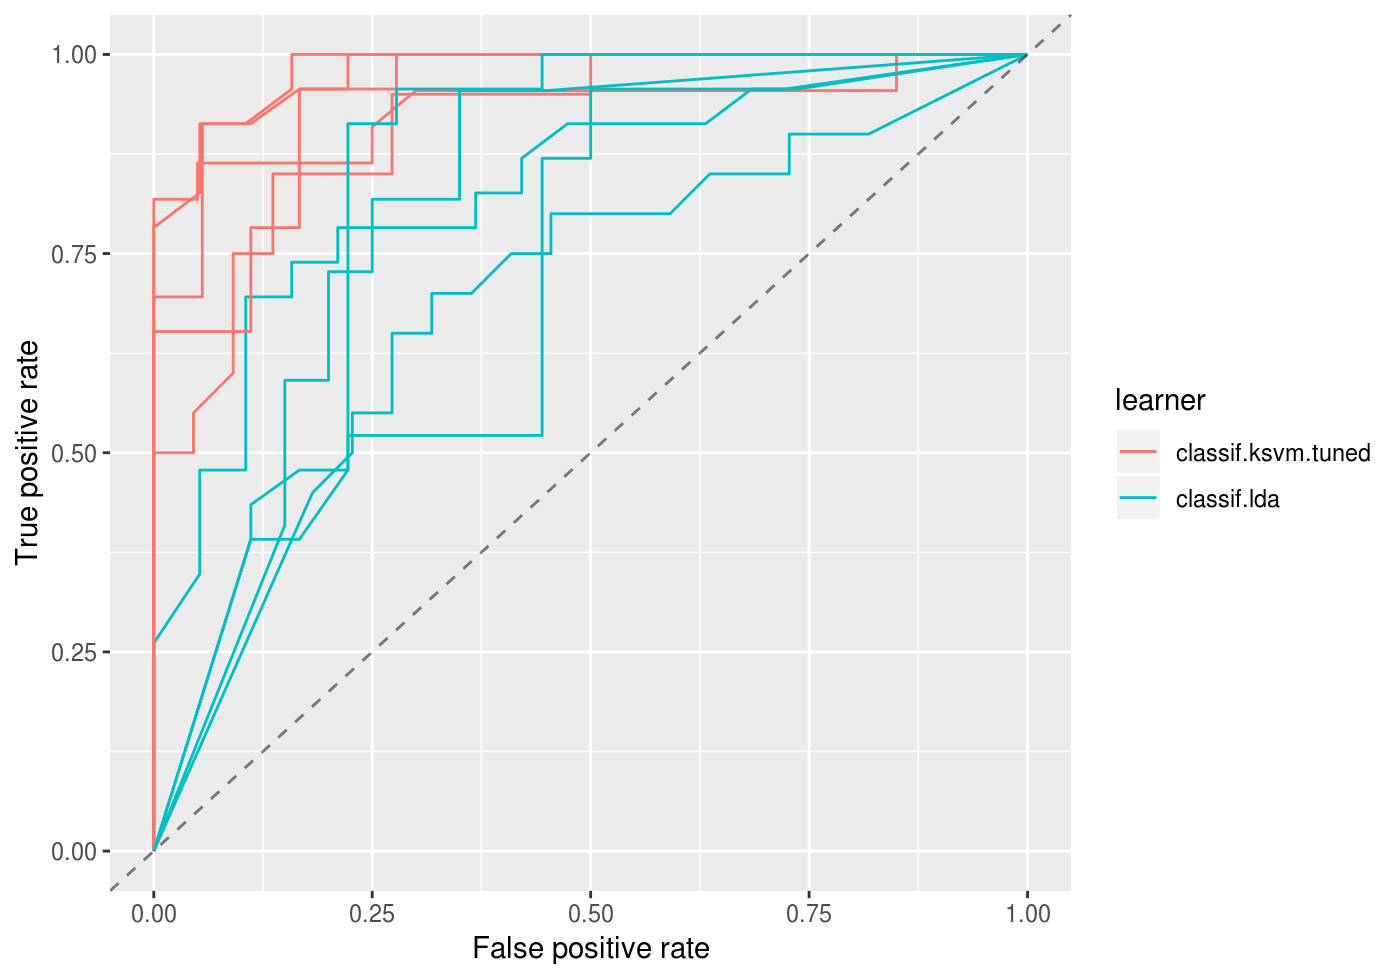 1.00
0.75
0.50
0.25
0.00
True positive rate
0.00 0.25 0.50 0.75 1.00
False positive rate
learner
classif.ksvm.tuned
classif.lda